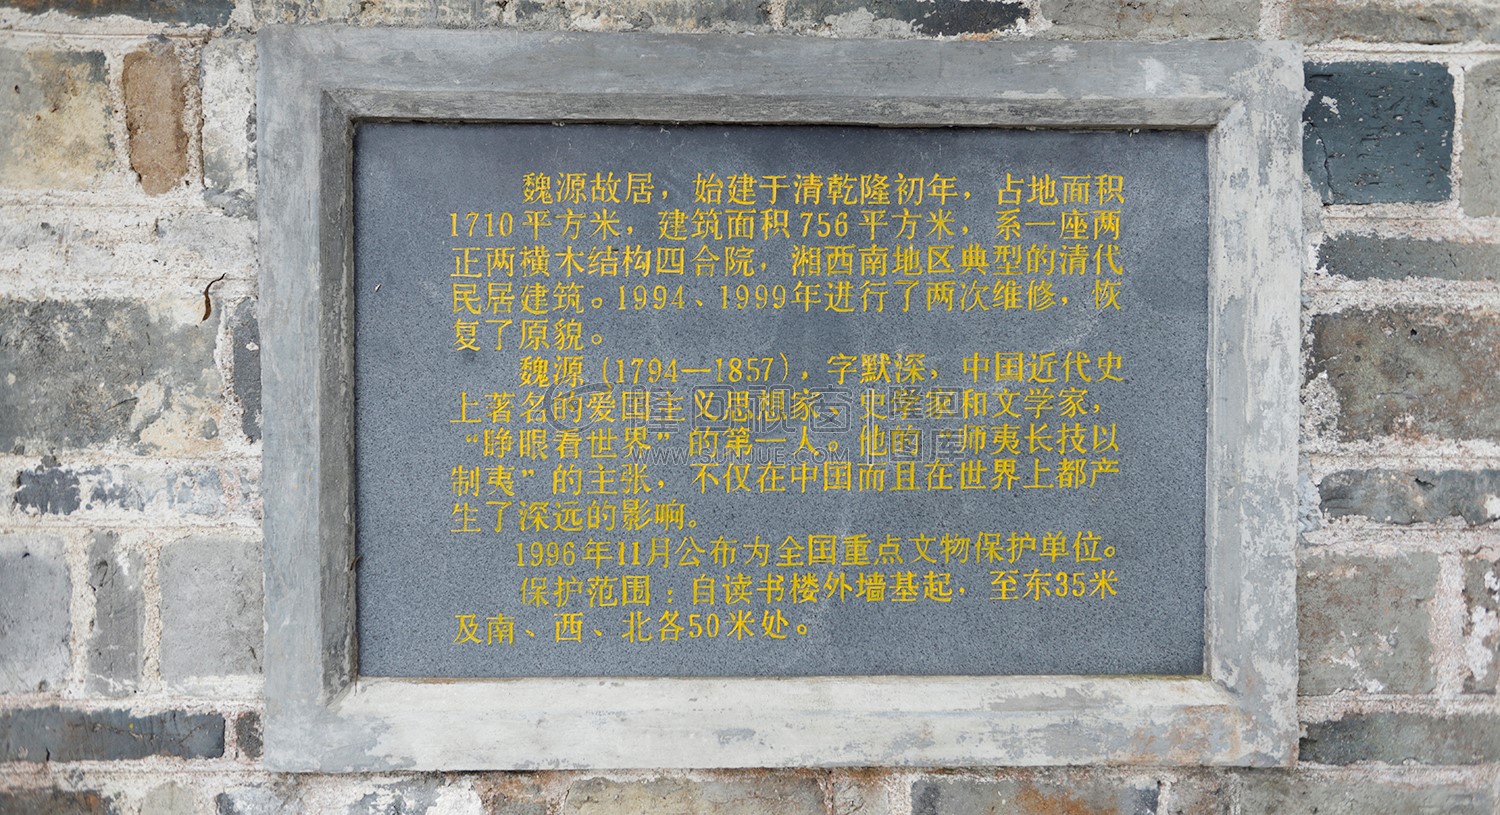 魏源故居，始建于清乾隆初年，占地面积
1710平方米，建筑面积756平方米，系一座两
正两横木结构四合院，湘西南地区典型的清代
民居建筑。1994、1999年进行了两次维修，恢
复了原貌。
魏源（1794—1857），字默深，中国近代史
上著名的爱国主义思想家、史学家和文学家，
“睁眼看世界”的第一人。他的“师夷长技以
制夷”的主张，不仅在中国而且在世界上都产
生了深远的影响。
1996年11月公布为全国重点文物保护单位。
保护范围：自读书楼外墙基起，至东35米
及南、西、北各50米处。
WWW.SUNHUE.COM